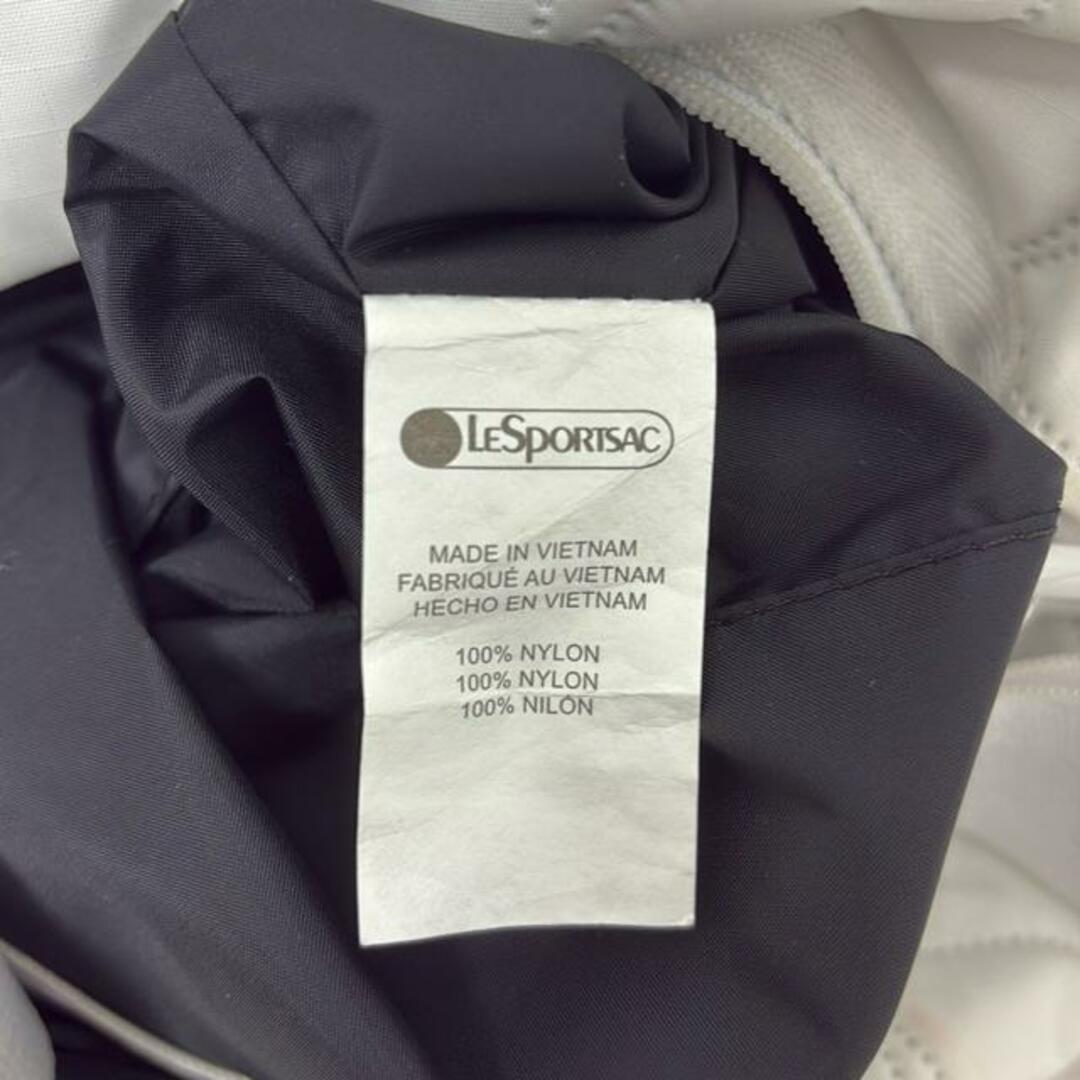 LeSportsac
MADE IN VIETNAM
FABRIQUÉ AU VIETNAM
HECHO EN VIETNAM
100% NYLON
100% NYLON
100% NILÓN